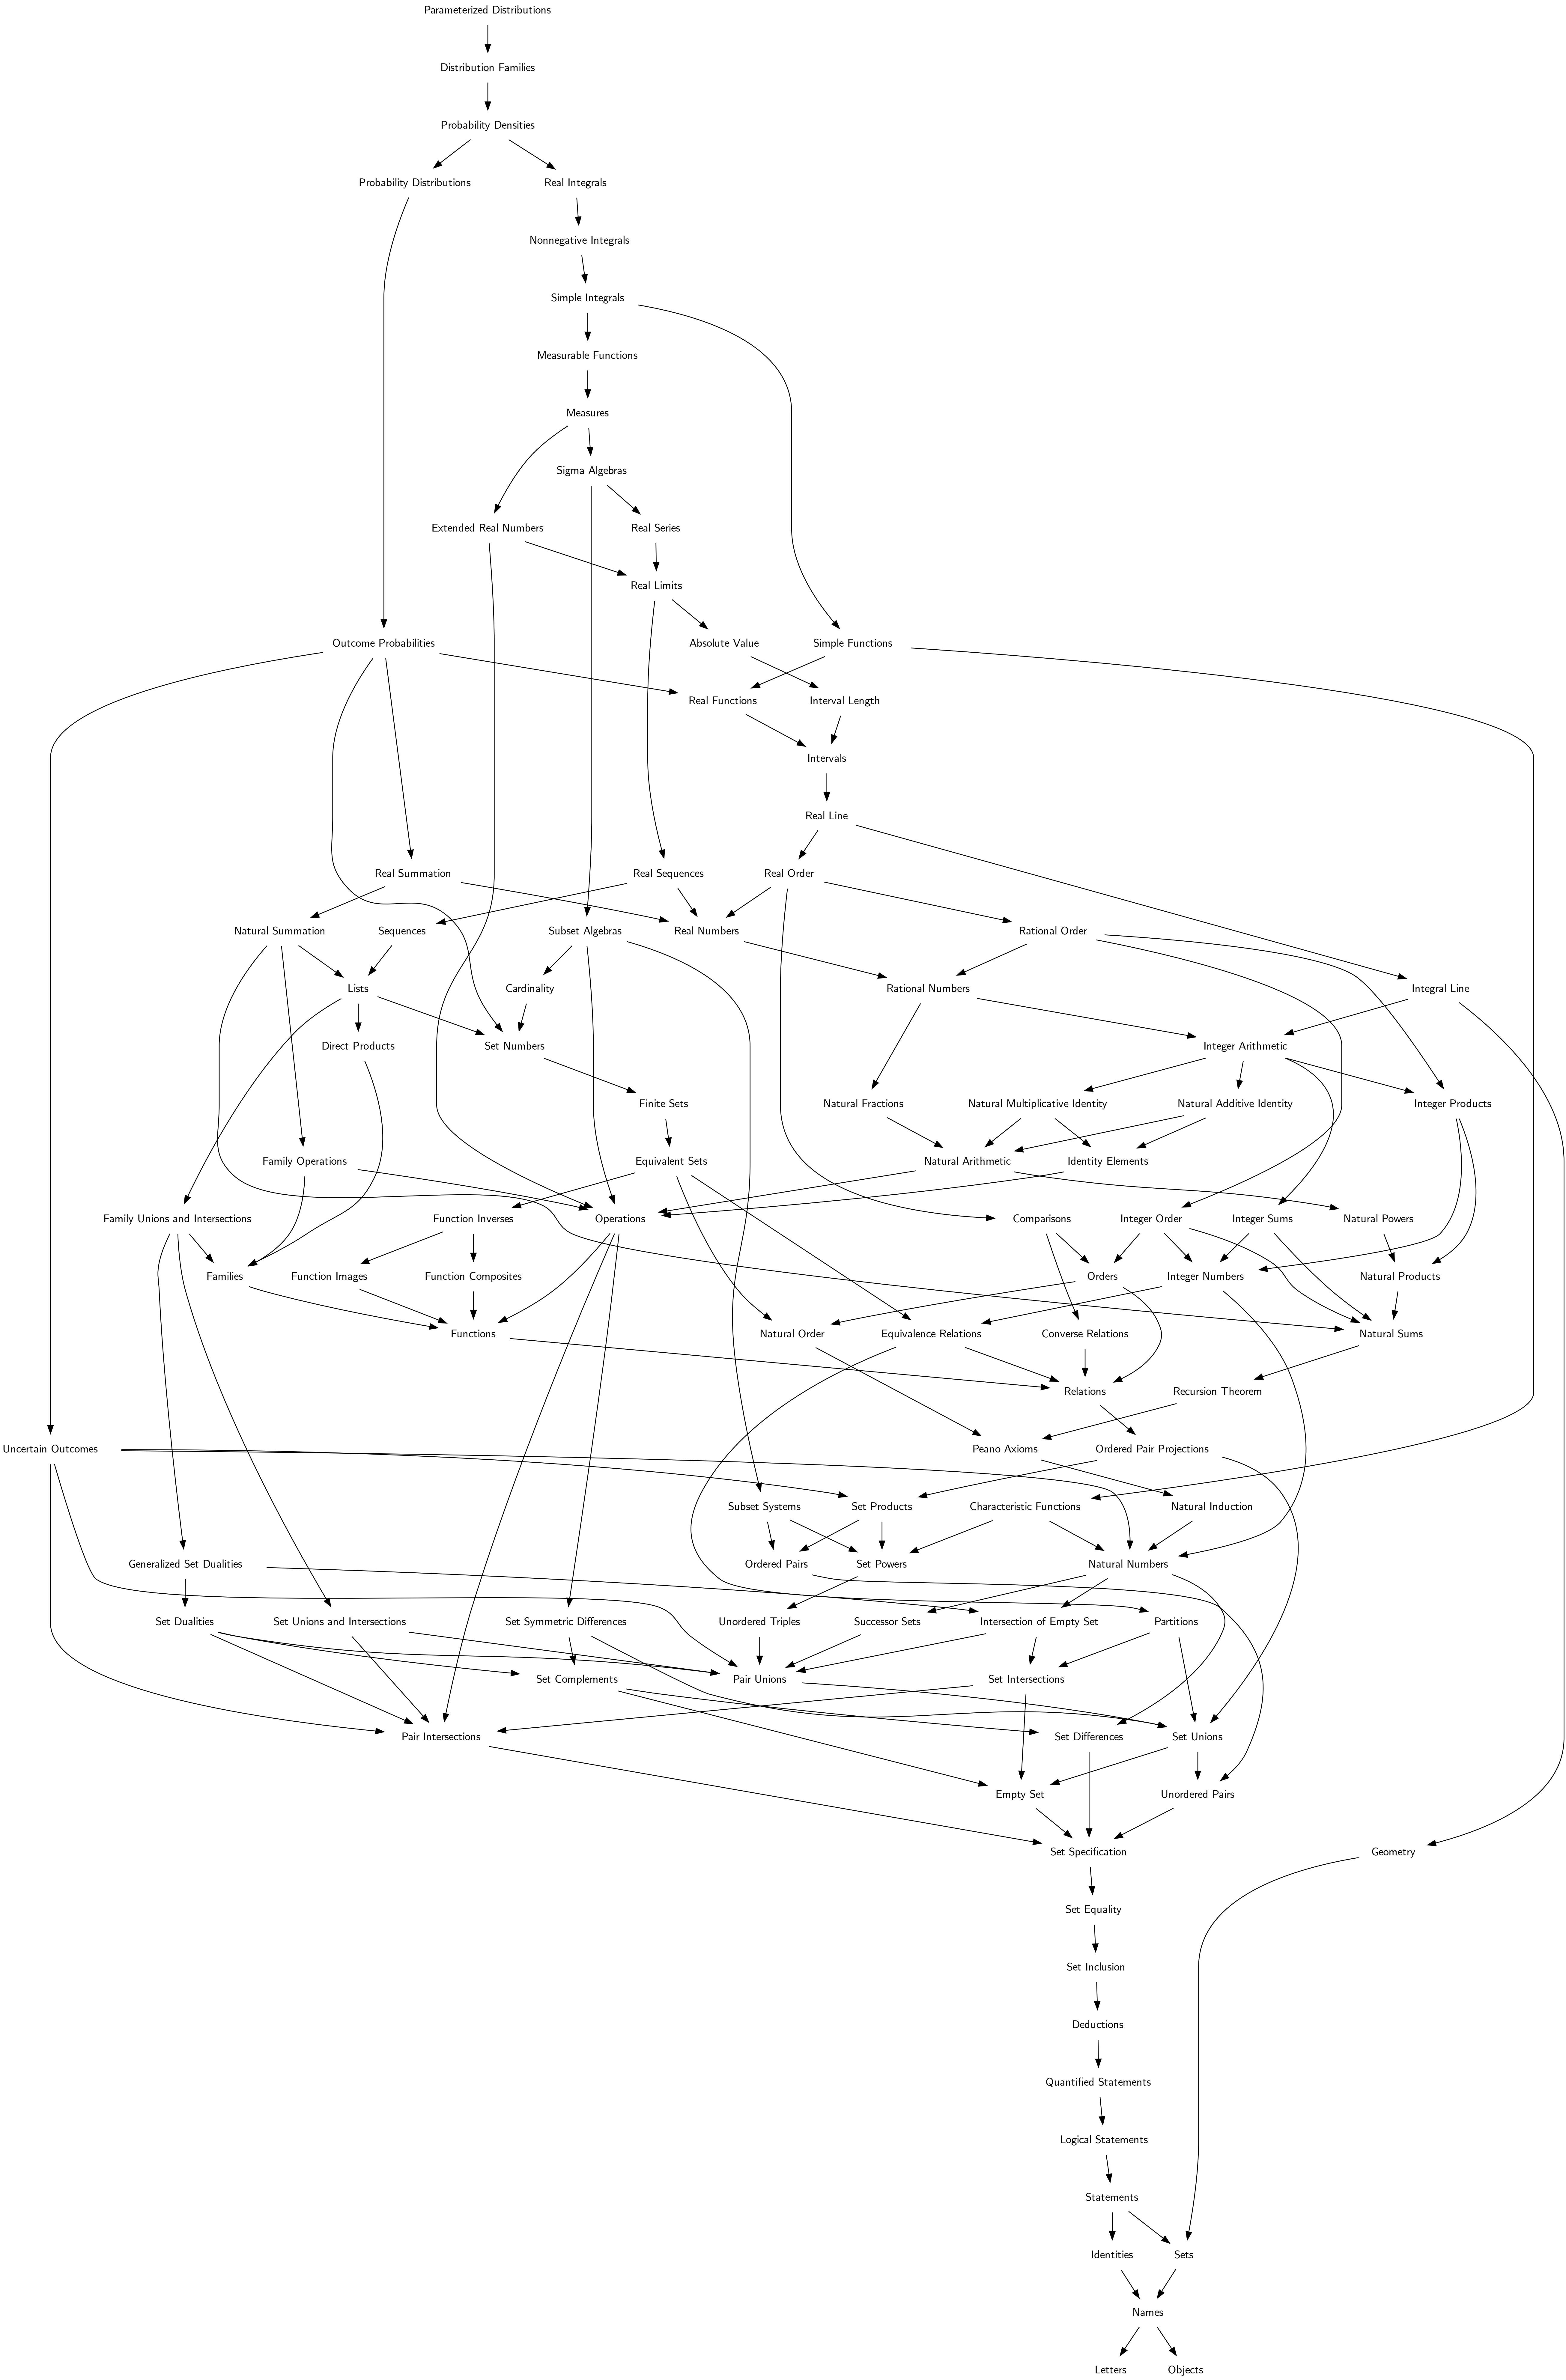 Parameterized Distributions
Distribution Families
Probability Densities
Probability Distributions
Real Integrals
Nonnegative Integrals
Simple Integrals
Measurable Functions
Measures
Sigma Algebras
Extended Real Numbers
Real Series
Real Limits
Outcome Probabilities
Absolute Value
Simple Functions
Real Functions
Interval Length
Intervals
Real Line
Real Summation
Real Sequences
Real Order
Natural Summation
Sequences
Subset Algebras
Real Numbers
Rational Order
Lists
Cardinality
Rational Numbers
Integral Line
Direct Products
Set Numbers
Integer Arithmetic
Finite Sets
Natural Fractions
Natural Multiplicative Identity
Natural Additive Identity
Integer Products
Family Operations
Equivalent Sets
Natural Arithmetic
Identity Elements
Family Unions and Intersections
Function Inverses
Operations
Comparisons
Integer Order
Integer Sums
Natural Powers
Families
Function Images
Function Composites
Orders
Integer Numbers
Natural Products
Functions
Natural Order
Equivalence Relations
Converse Relations
Natural Sums
Relations
Recursion Theorem
Uncertain Outcomes
Peano Axioms
Ordered Pair Projections
Subset Systems
Set Products
Characteristic Functions
Natural Induction
Generalized Set Dualities
Ordered Pairs
Set Powers
Natural Numbers
Set Dualities
Set Unions and Intersections
Set Symmetric Differences
Unordered Triples
Successor Sets
Intersection of Empty Set
Partitions
Set Complements
Pair Unions
Set Intersections
Pair Intersections
Set Differences
Set Unions
Empty Set
Unordered Pairs
Set Specification
Geometry
Set Equality
Set Inclusion
Deductions
Quantified Statements
Logical Statements
Statements
Identities
Sets
Names
Letters
Objects